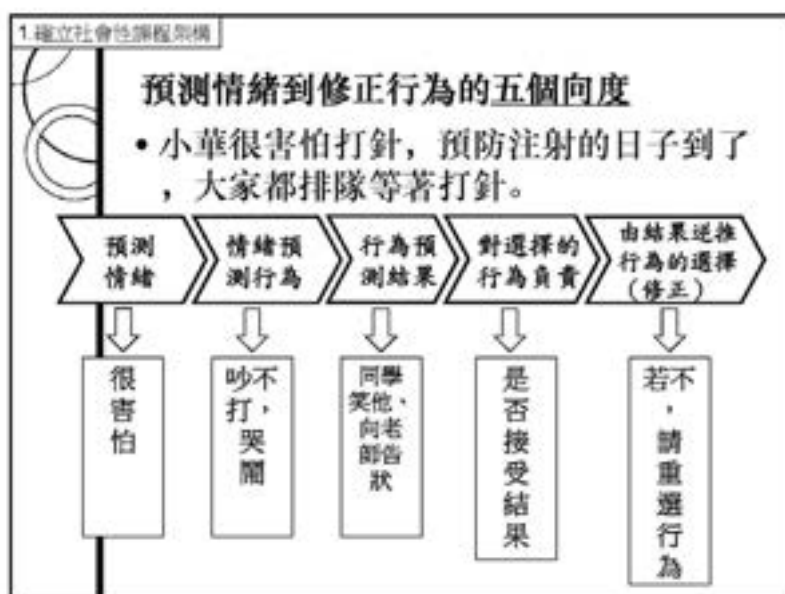 1.確立社會性課程架構
預測情緒到修正行為的五個向度
•小華很害怕打針，預防注射的日子到了
，大家都排隊等著打針。
預測
情緒
情緒預
測行為
行為預
測結果
對選擇的
行為負責
由結果逆推
行為的選擇
（修正）
很
害
怕
吵不
打，
哭
鬧
同學
笑他、
向老
師告
狀
是
否
接
受
結
果
若不
，
請
重
選
行
為